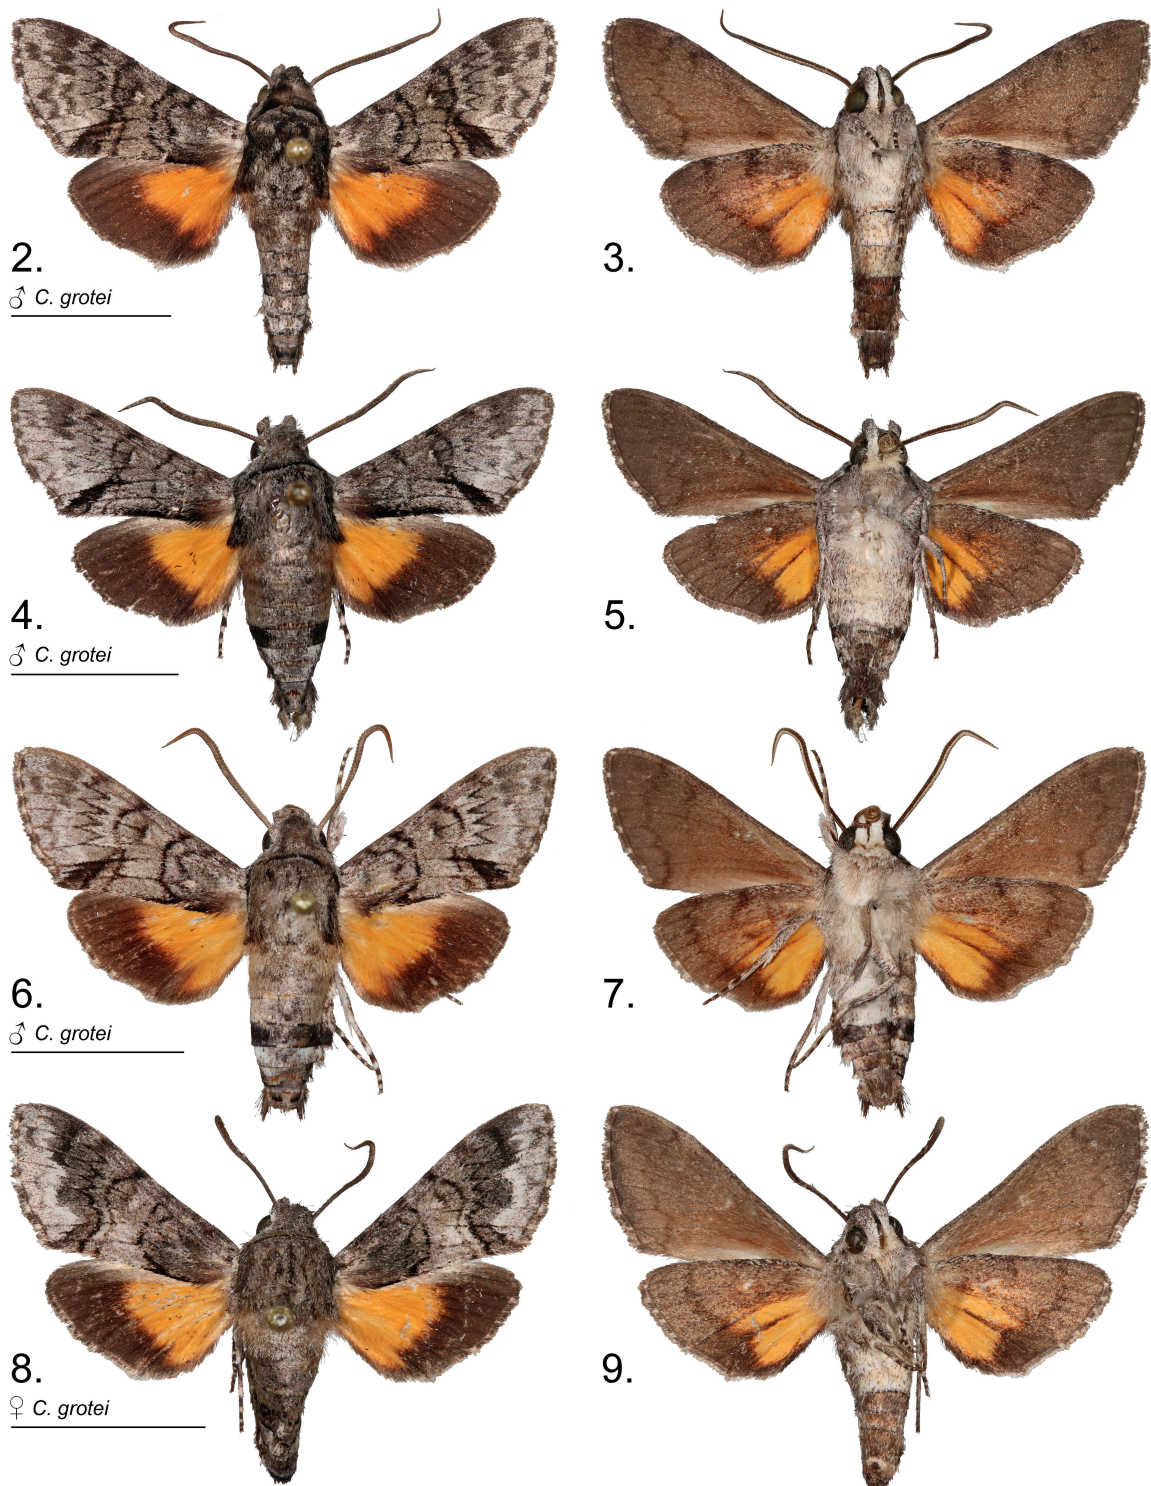 2.
♂ C. grotei
3.
4.
♂ C. grotei
5.
6.
♂ C. grotei
7.
8.
♀ C. grotei
9.